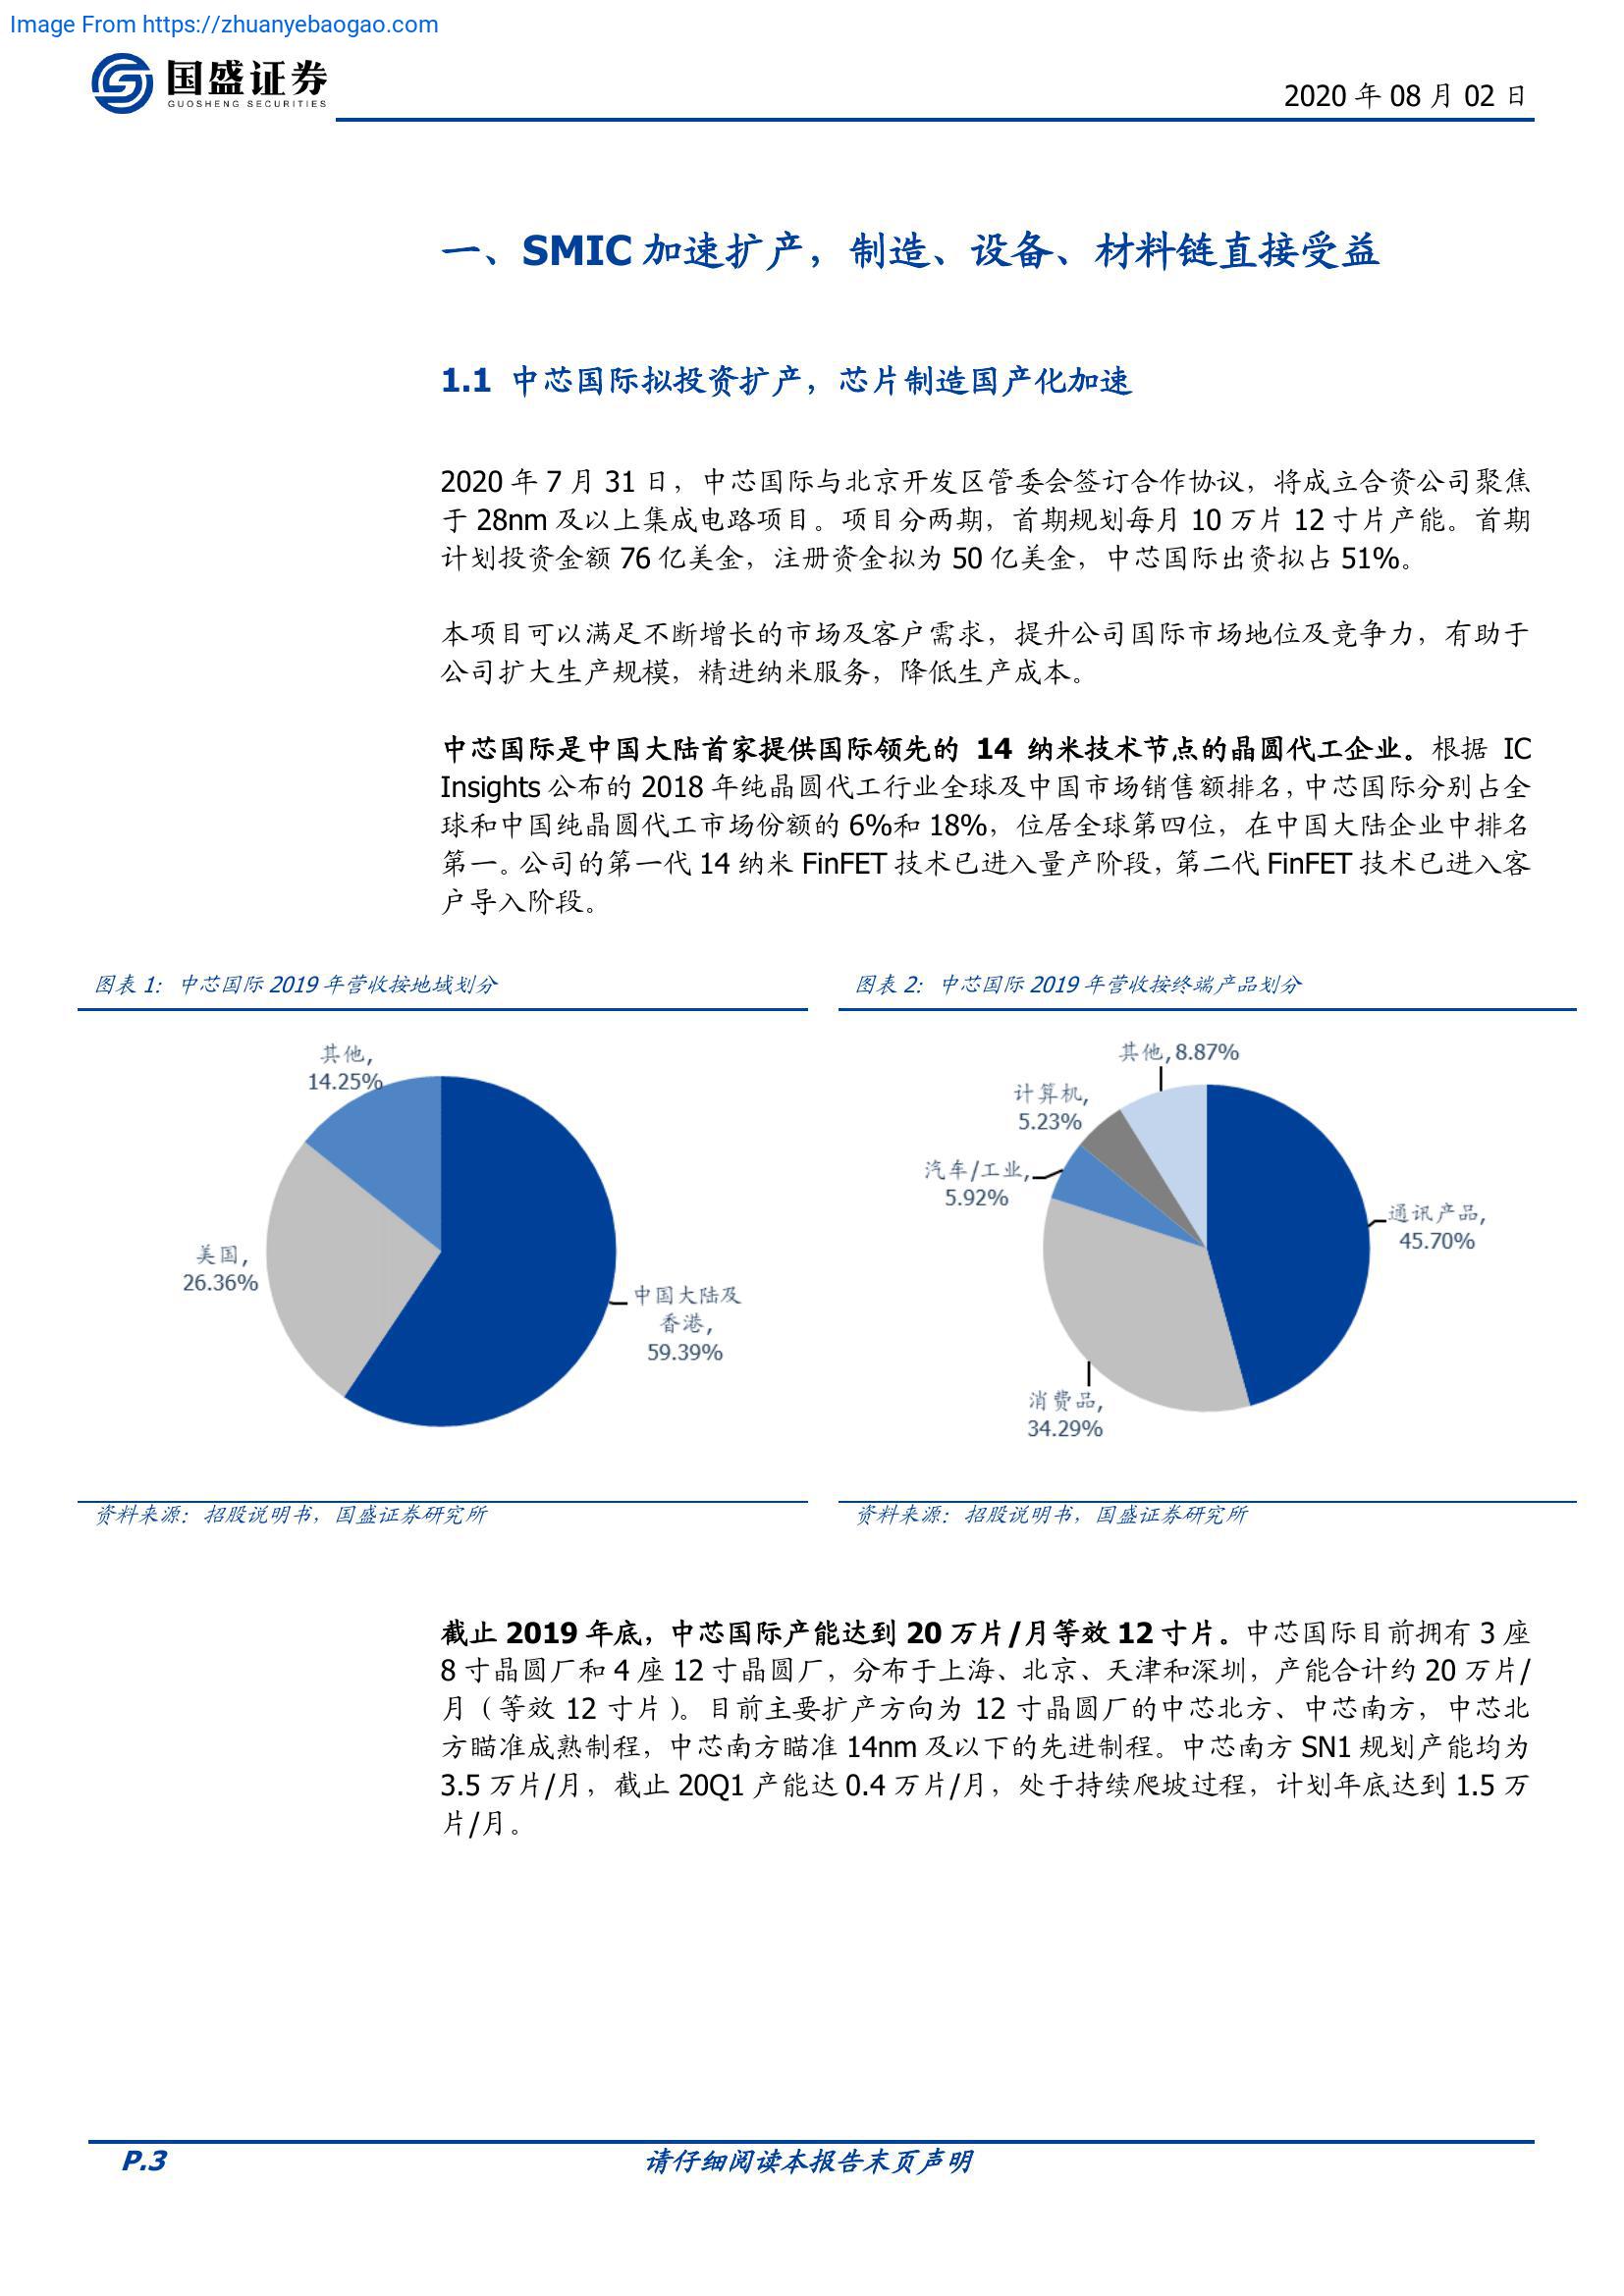 Image From https://zhuanyebaogao.com
国盛证券
GUOSHENG SECURITIES
2020 年 08 月 02 日
一、SMIC 加速扩产，制造、设备、材料链直接受益
1.1 中芯国际拟投资扩产，芯片制造国产化加速
2020 年 7 月 31 日，中芯国际与北京开发区管委会签订合作协议，将成立合资公司聚焦
于 28nm 及以上集成电路项目。项目分两期，首期规划每月 10 万片 12 寸片产能。首期
计划投资金额 76 亿美金，注册资金拟为 50 亿美金，中芯国际出资拟占 51%。
本项目可以满足不断增长的市场及客户需求，提升公司国际市场地位及竞争力，有助于
公司扩大生产规模，精进纳米服务，降低生产成本。
中芯国际是中国大陆首家提供国际领先的 14 纳米技术节点的晶圆代工企业。根据 IC
Insights 公布的 2018 年纯晶圆代工行业全球及中国市场销售额排名，中芯国际分别占全
球和中国纯晶圆代工市场份额的 6%和 18%，位居全球第四位，在中国大陆企业中排名
第一。公司的第一代 14 纳米 FinFET 技术已进入量产阶段，第二代 FinFET 技术已进入客
户导入阶段。
图表 1：中芯国际 2019 年营收按地域划分
其他,
14.25%
美国,
26.36%
中国大陆及
香港,
59.39%
资料来源：招股说明书，国盛证券研究所
图表 2：中芯国际 2019 年营收按终端产品划分
其他, 8.87%
计算机,
5.23%
汽车/工业,
5.92%
通讯产品,
45.70%
消费品,
34.29%
资料来源：招股说明书，国盛证券研究所
截止 2019 年底，中芯国际产能达到 20 万片/月等效 12 寸片。中芯国际目前拥有 3 座
8 寸晶圆厂和 4 座 12 寸晶圆厂，分布于上海、北京、天津和深圳，产能合计约 20 万片/
月（等效 12 寸片）。目前主要扩产方向为 12 寸晶圆厂的中芯北方、中芯南方，中芯北
方瞄准成熟制程，中芯南方瞄准 14nm 及以下的先进制程。中芯南方 SN1 规划产能均为
3.5 万片/月，截止 20Q1 产能达 0.4 万片/月，处于持续爬坡过程，计划年底达到 1.5 万
片/月。
P.3
请仔细阅读本报告末页声明